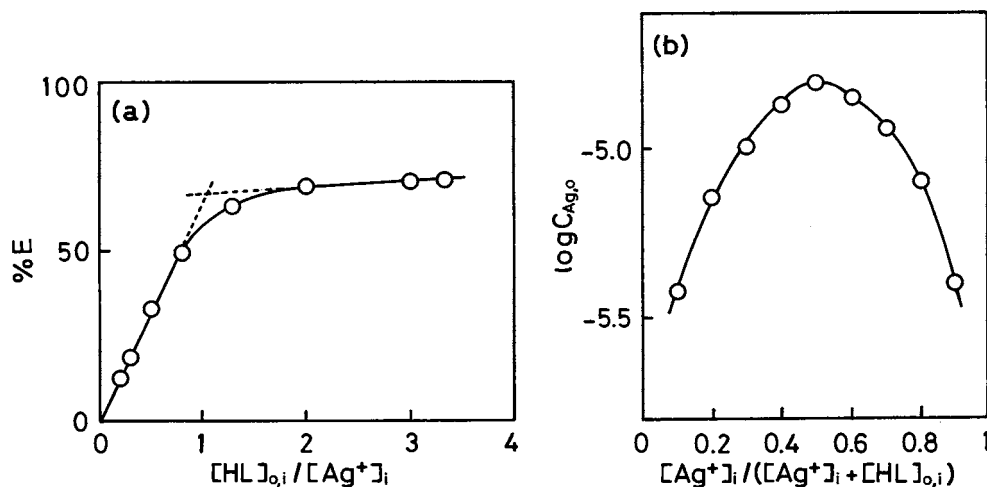 (a)
100
50
0
%E
0 1 2 3 4
[HL]o,i/[Ag⁺]i
(b)
-5.0
-5.5
logCAg,o
0 0.2 0.4 0.6 0.8 1
[Ag⁺]i/([Ag⁺]i+[HL]o,i)